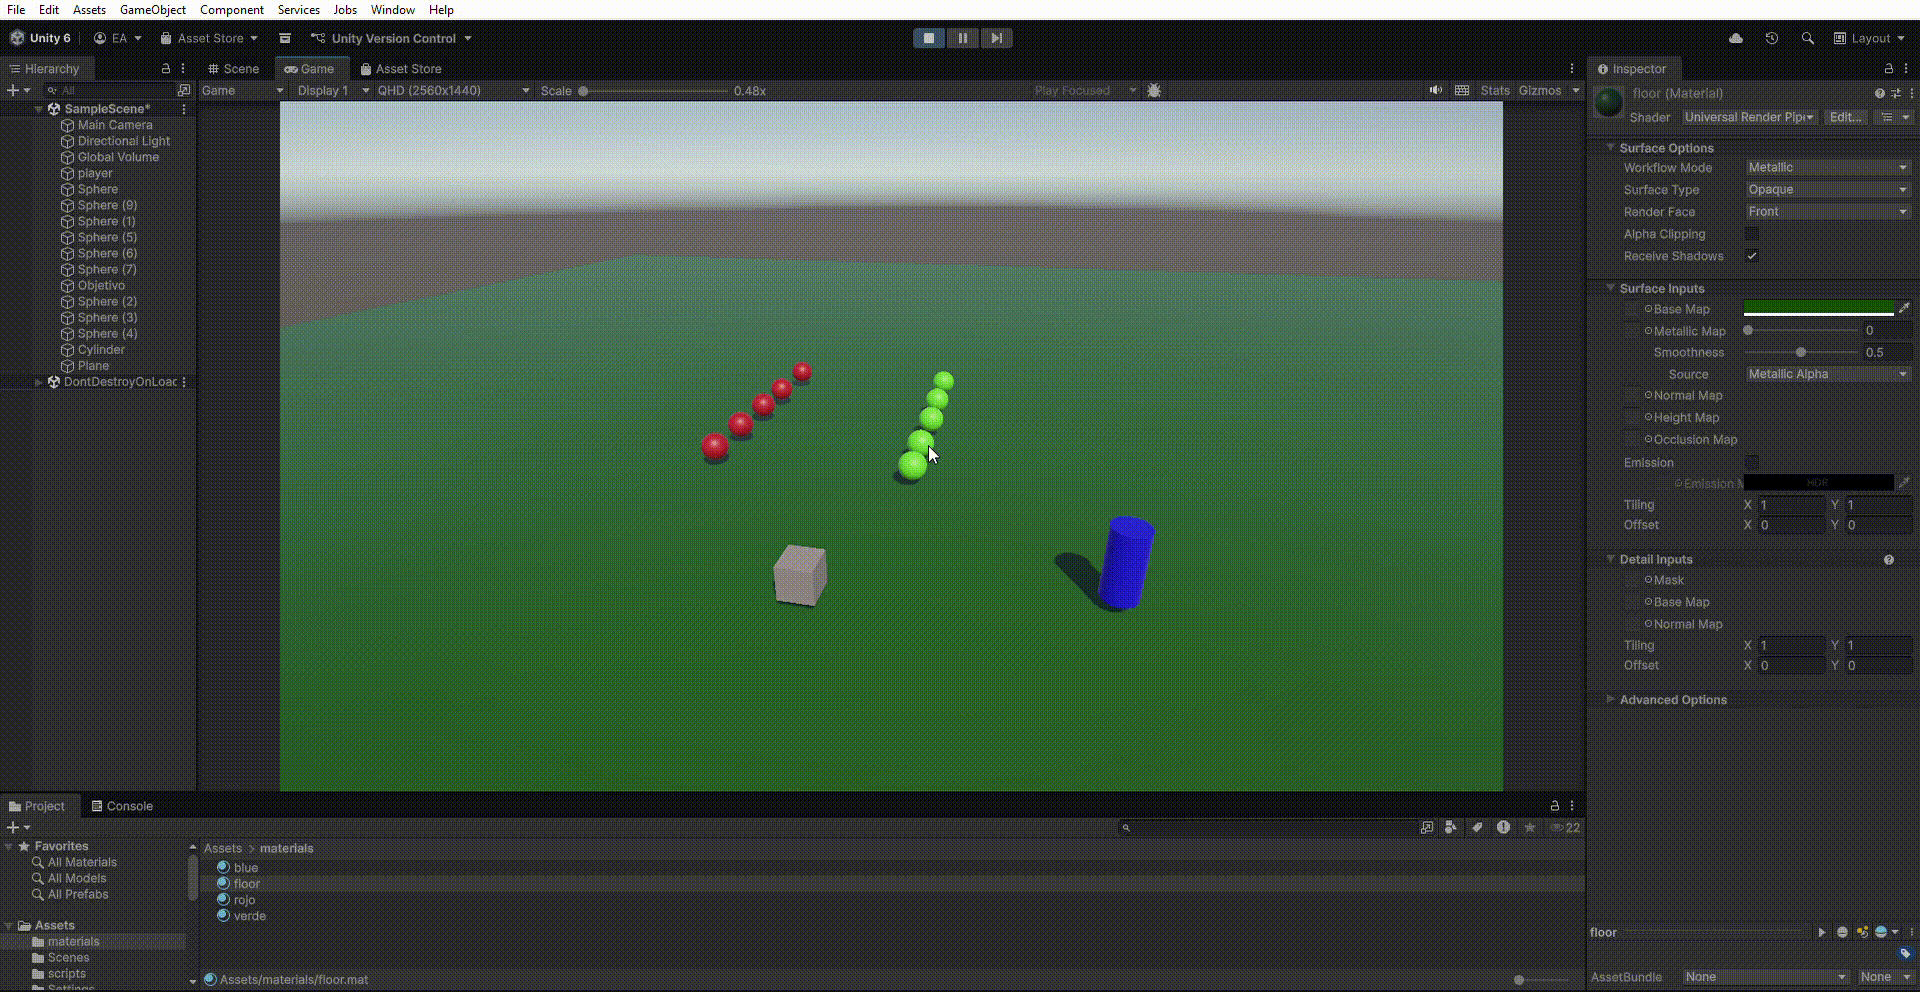 File Edit Assets GameObject Component Services Jobs Window Help
Unity 6 EA Asset Store Unity Version Control Layout
Hierarchy Scene Game Asset Store Inspector
All Game Display 1 QHD (2560x1440) Scale 0.48x Play Focused Stats Gizmos
floor (Material)
Shader Universal Render Pip Edit...
SampleScene*
Main Camera
Directional Light
Global Volume
player
Sphere
Sphere (9)
Sphere (1)
Sphere (5)
Sphere (6)
Sphere (7)
Objetivo
Sphere (2)
Sphere (3)
Sphere (4)
Cylinder
Plane
DontDestroyOnLoad
Surface Options
Workflow Mode Metallic
Surface Type Opaque
Render Face Front
Alpha Clipping
Receive Shadows
Surface Inputs
Base Map
Metallic Map 0
Smoothness 0.5
Source Metallic Alpha
Normal Map
Height Map
Occlusion Map
Emission
Emission M HDR
Tiling X 1 Y 1
Offset X 0 Y 0
Detail Inputs
Mask
Base Map
Normal Map
Tiling X 1 Y 1
Offset X 0 Y 0
Advanced Options
Project Console
22
Favorites
All Materials
All Models
All Prefabs
Assets
materials
Scenes
scripts
Settings
Assets > materials
blue
floor
rojo
verde
Assets/materials/floor.mat
floor
AssetBundle None None